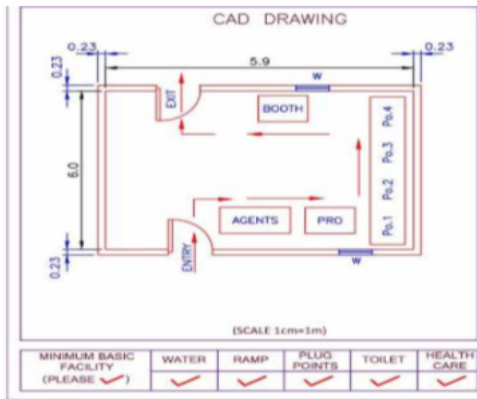 CAD DRAWING
0.23
0.23
5.9
0.23
W
EXIT
BOOTH
Po.4
Po.3
Po.2
Po.1
6.0
AGENTS
PRO
ENTRY
0.23
W
(SCALE 1cm=1m)
MINIMUM BASIC FACILITY (PLEASE ✓)
WATER
RAMP
PLUG POINTS
TOILET
HEALTH CARE
✓ ✓ ✓ ✓ ✓